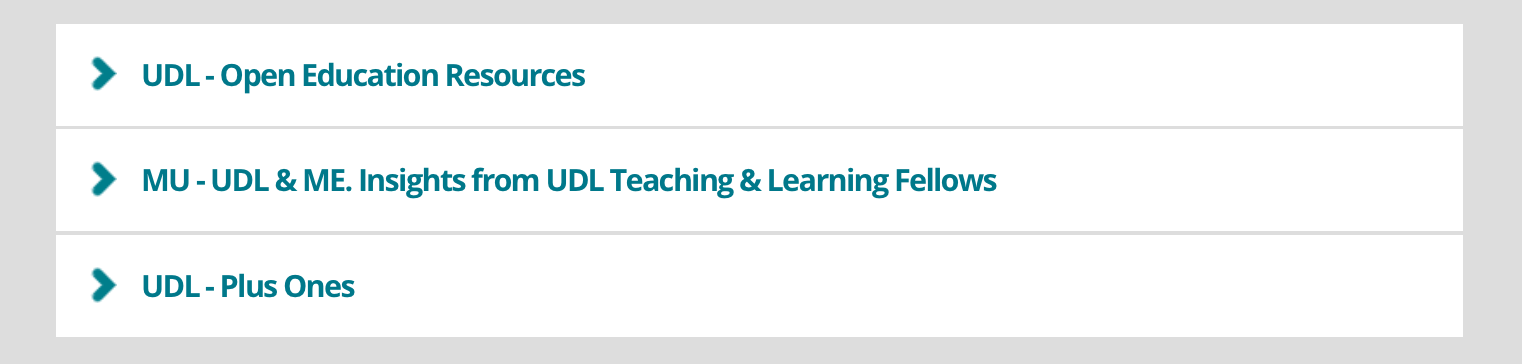 UDL - Open Education Resources
MU - UDL & ME. Insights from UDL Teaching & Learning Fellows
UDL - Plus Ones